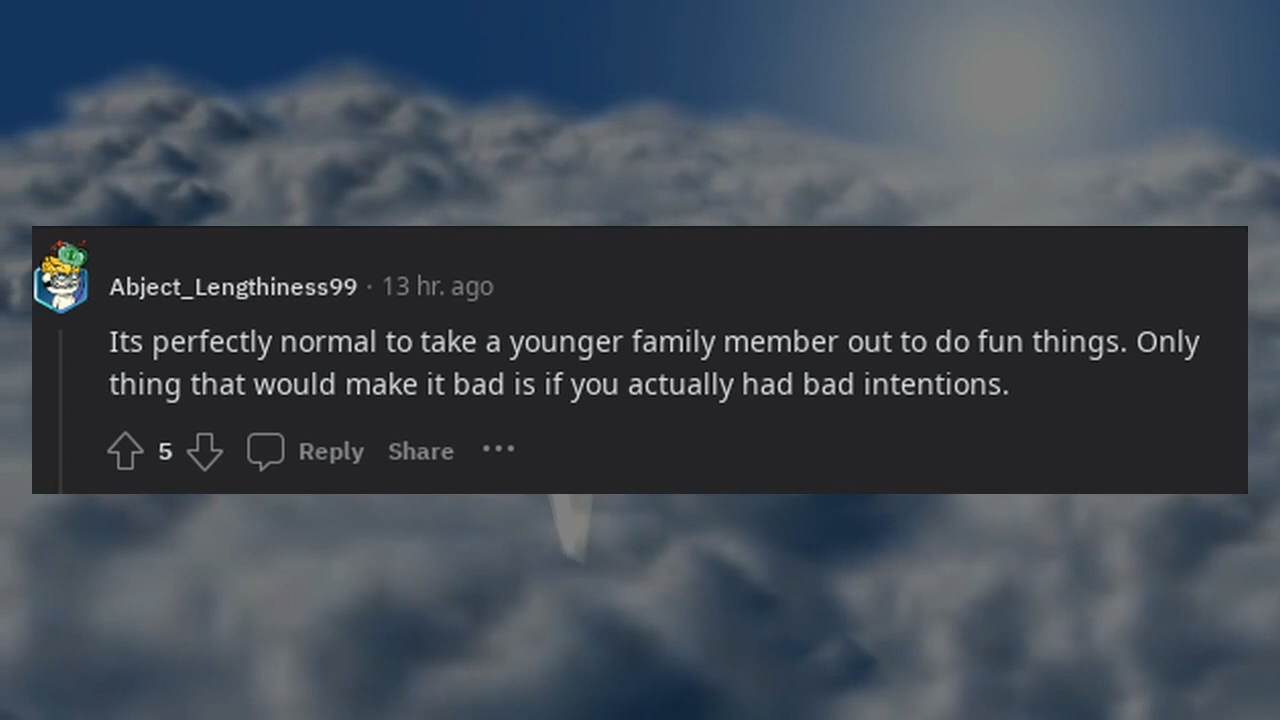 Abject_Lengthiness99 · 13 hr. ago
Its perfectly normal to take a younger family member out to do fun things. Only
thing that would make it bad is if you actually had bad intentions.
5 Reply Share •••